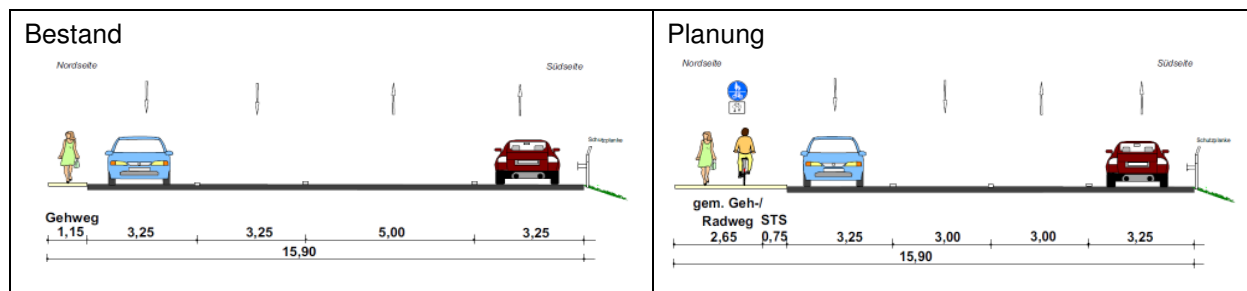 Bestand
Nordseite
Südseite
Schutzplanke
Gehweg
1,15
3,25
3,25
5,00
3,25
15,90
Planung
Nordseite
Südseite
Schutzplanke
gem. Geh-/
Radweg
STS
2,65
0,75
3,25
3,00
3,00
3,25
15,90